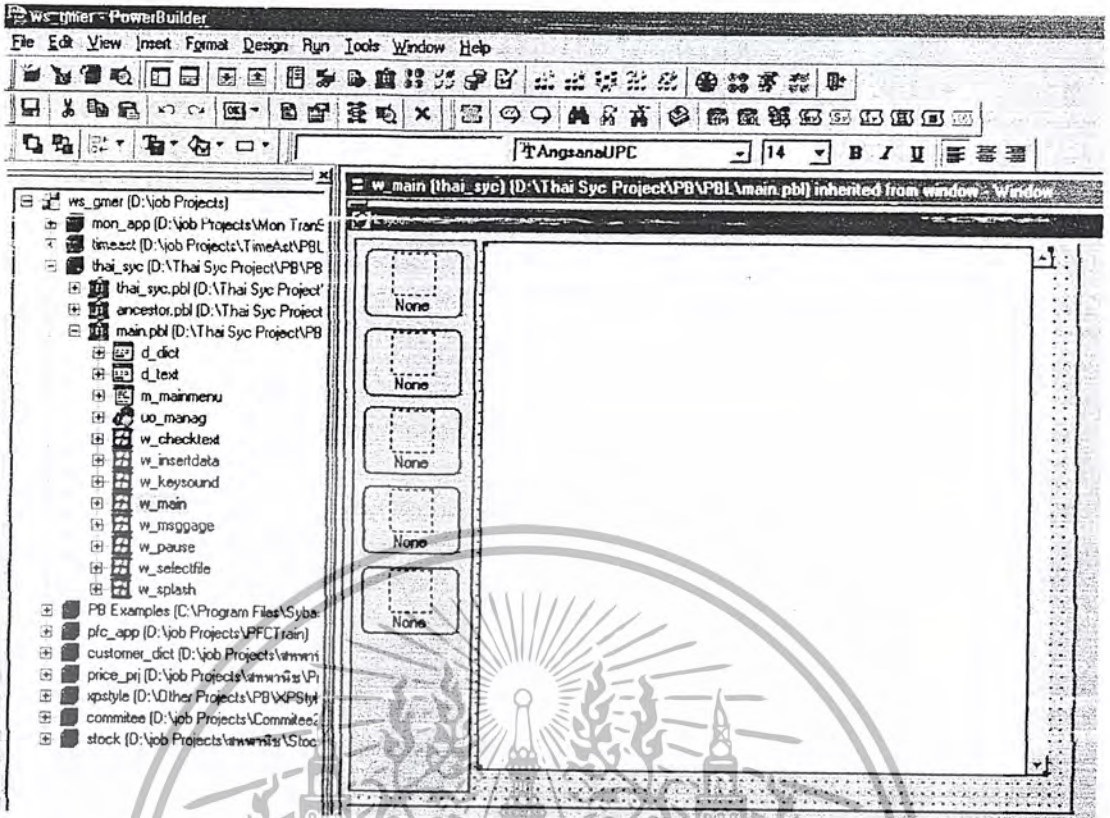 ws_gmer - PowerBuilder
File Edit View Insert Format Design Run Tools Window Help
AngsanaUPC 14 B I U
w_main (thai_syc) (D:\Thai Syc Project\PB\PBL\main.pbl) inherited from window - Window
ws_gmer (D:\job Projects)
mon_app (D:\job Projects\Mon TranS
timeast (D:\job Projects\TimeAst\PBL
thai_syc (D:\Thai Syc Project\PB\PB
thai_syc.pbl (D:\Thai Syc Project\
ancestor.pbl (D:\Thai Syc Project
main.pbl (D:\Thai Syc Project\PB
d_dict
d_text
m_mainmenu
uo_manag
w_checktext
w_insertdata
w_keysound
w_main
w_msggage
w_pause
w_selectfile
w_splash
PB Examples (C:\Program Files\Syba
pfc_app (D:\job Projects\PFCTrain)
customer_dict (D:\job Projects\
price_prj (D:\job Projects\
xpstyle (D:\Other Projects\PB\XPStyl
commitee (D:\job Projects\Commitee
stock (D:\job Projects\
Layout
None
None
None
None
None